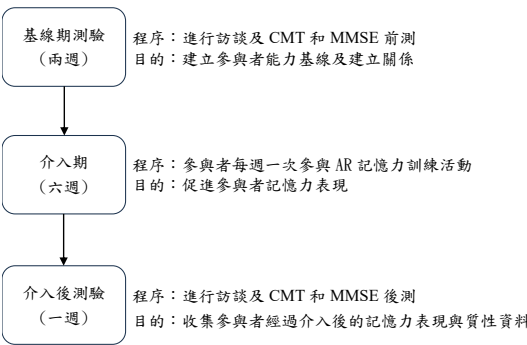 基線期測驗
（兩週）
程序：進行訪談及 CMT 和 MMSE 前測
目的：建立參與者能力基線及建立關係
介入期
（六週）
程序：參與者每週一次參與 AR 記憶力訓練活動
目的：促進參與者記憶力表現
介入後測驗
（一週）
程序：進行訪談及 CMT 和 MMSE 後測
目的：收集參與者經過介入後的記憶力表現與質性資料